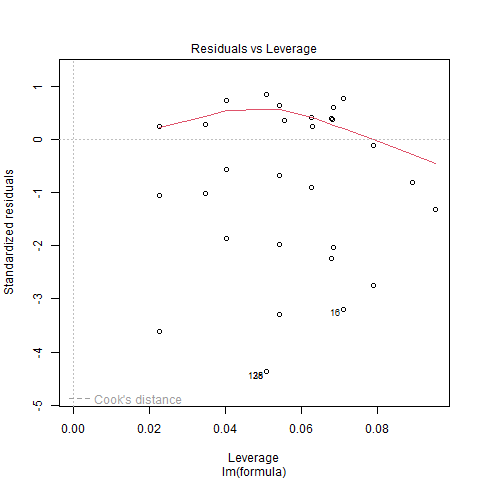 Residuals vs Leverage
Standardized residuals
1
0
-1
-2
-3
-4
-5
16
Cook's distance
0.00 0.02 0.04 0.06 0.08
Leverage
lm(formula)